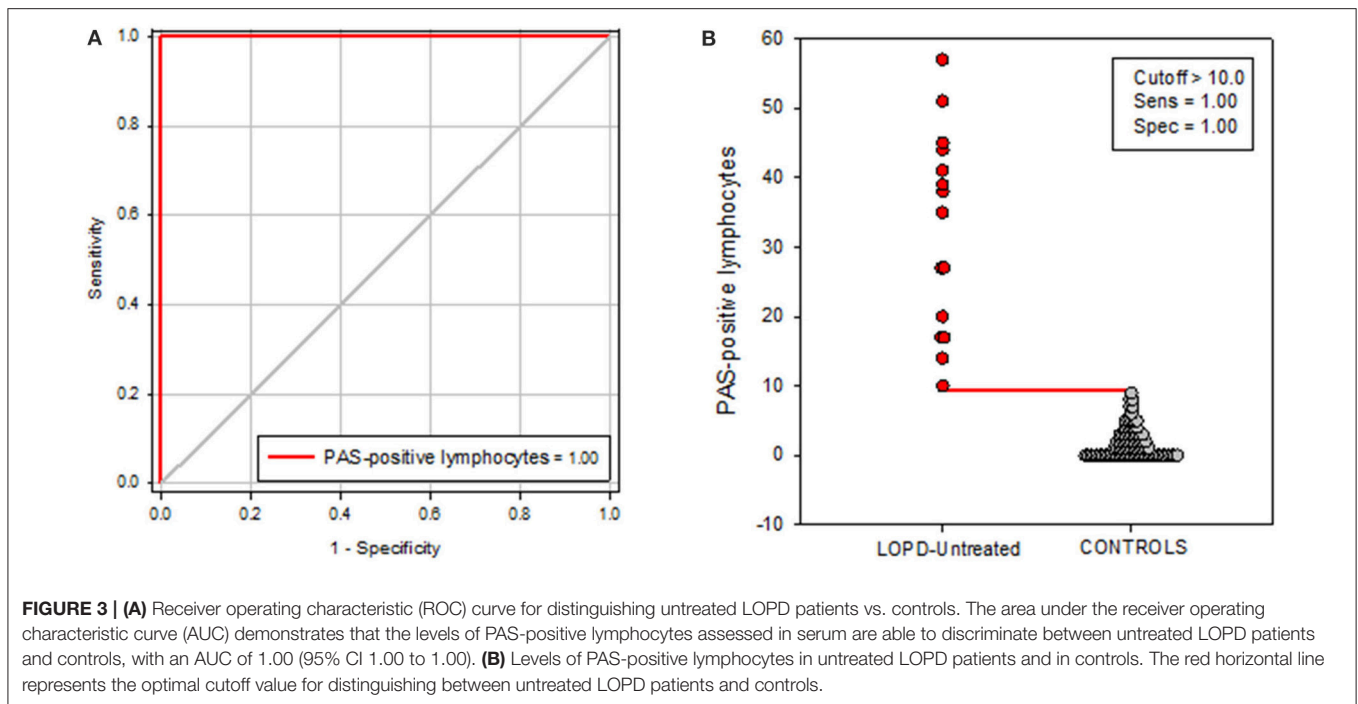 A
1.0
0.8
0.6
0.4
0.2
0.0
Sensitivity
PAS-positive lymphocytes = 1.00
0.0 0.2 0.4 0.6 0.8 1.0
1 - Specificity
B
60
50
40
30
20
10
0
-10
PAS-positive lymphocytes
Cutoff > 10.0
Sens = 1.00
Spec = 1.00
LOPD-Untreated CONTROLS
FIGURE 3 | (A) Receiver operating characteristic (ROC) curve for distinguishing untreated LOPD patients vs. controls. The area under the receiver operating
characteristic curve (AUC) demonstrates that the levels of PAS-positive lymphocytes assessed in serum are able to discriminate between untreated LOPD patients
and controls, with an AUC of 1.00 (95% CI 1.00 to 1.00). (B) Levels of PAS-positive lymphocytes in untreated LOPD patients and in controls. The red horizontal line
represents the optimal cutoff value for distinguishing between untreated LOPD patients and controls.